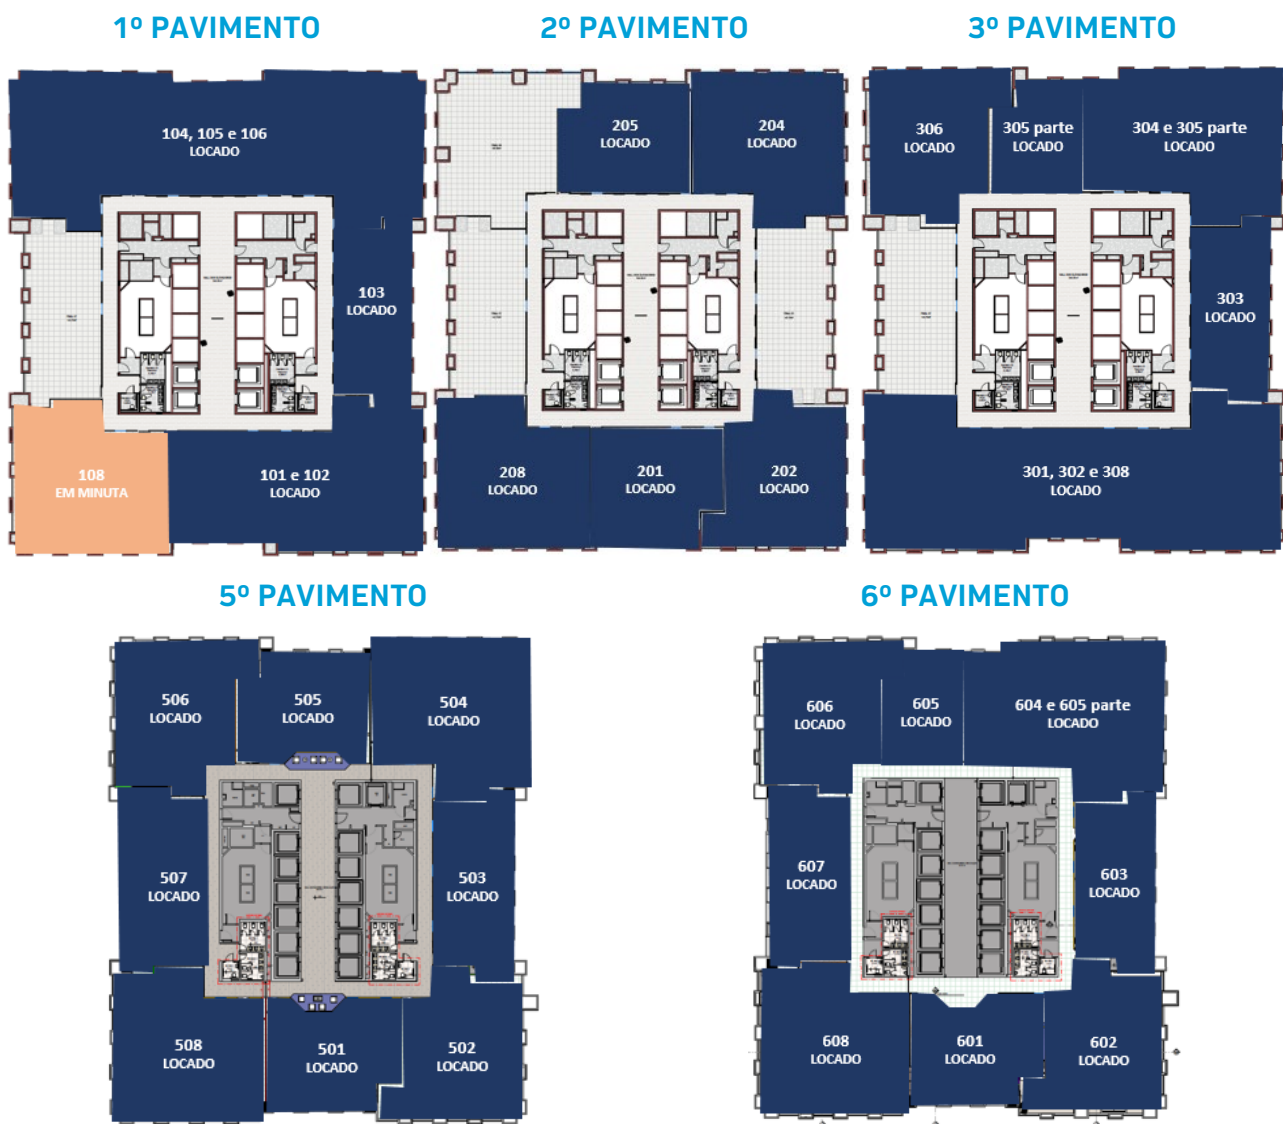 1º PAVIMENTO
2º PAVIMENTO
3º PAVIMENTO
104, 105 e 106
LOCADO
103
LOCADO
108
EM MINUTA
101 e 102
LOCADO
205
LOCADO
204
LOCADO
208
LOCADO
201
LOCADO
202
LOCADO
306
LOCADO
305 parte
LOCADO
304 e 305 parte
LOCADO
303
LOCADO
301, 302 e 308
LOCADO
5º PAVIMENTO
6º PAVIMENTO
506
LOCADO
505
LOCADO
504
LOCADO
507
LOCADO
503
LOCADO
508
LOCADO
501
LOCADO
502
LOCADO
606
LOCADO
605
LOCADO
604 e 605 parte
LOCADO
607
LOCADO
603
LOCADO
608
LOCADO
601
LOCADO
602
LOCADO